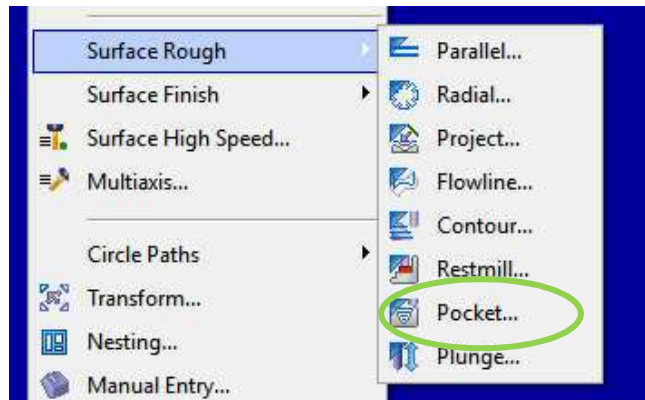 Surface Rough
Surface Finish
Surface High Speed...
Multiaxis...
Circle Paths
Transform...
Nesting...
Manual Entry...
Parallel...
Radial...
Project...
Flowline...
Contour...
Restmill...
Pocket...
Plunge...